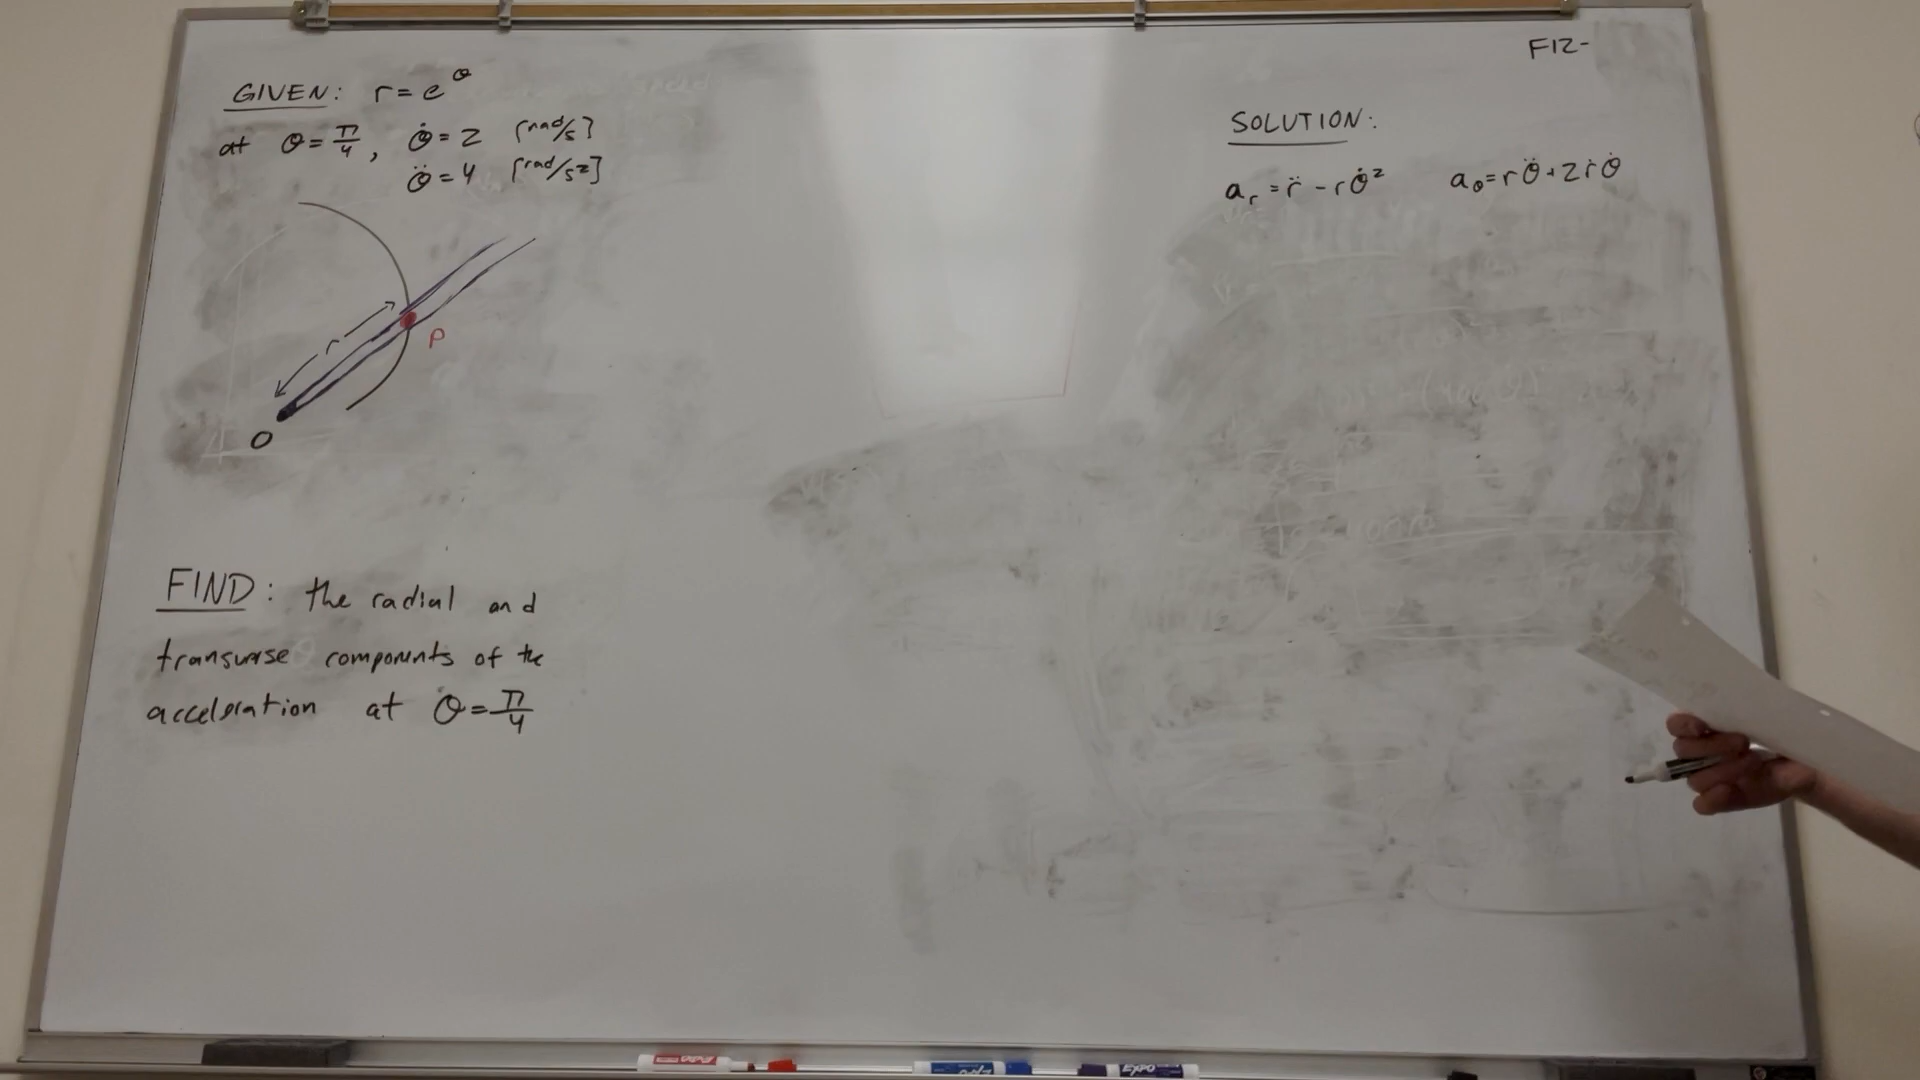 F12-
GIVEN: r = e^θ
at θ = π/4, θ̇ = 2 [rad/s]
θ̈ = 4 [rad/s²]
r
P
O
FIND: the radial and
transverse components of the
acceleration at θ = π/4
SOLUTION:
a_r = r̈ - rθ̇² a_θ = rθ̈ + 2ṙθ̇
EXPO